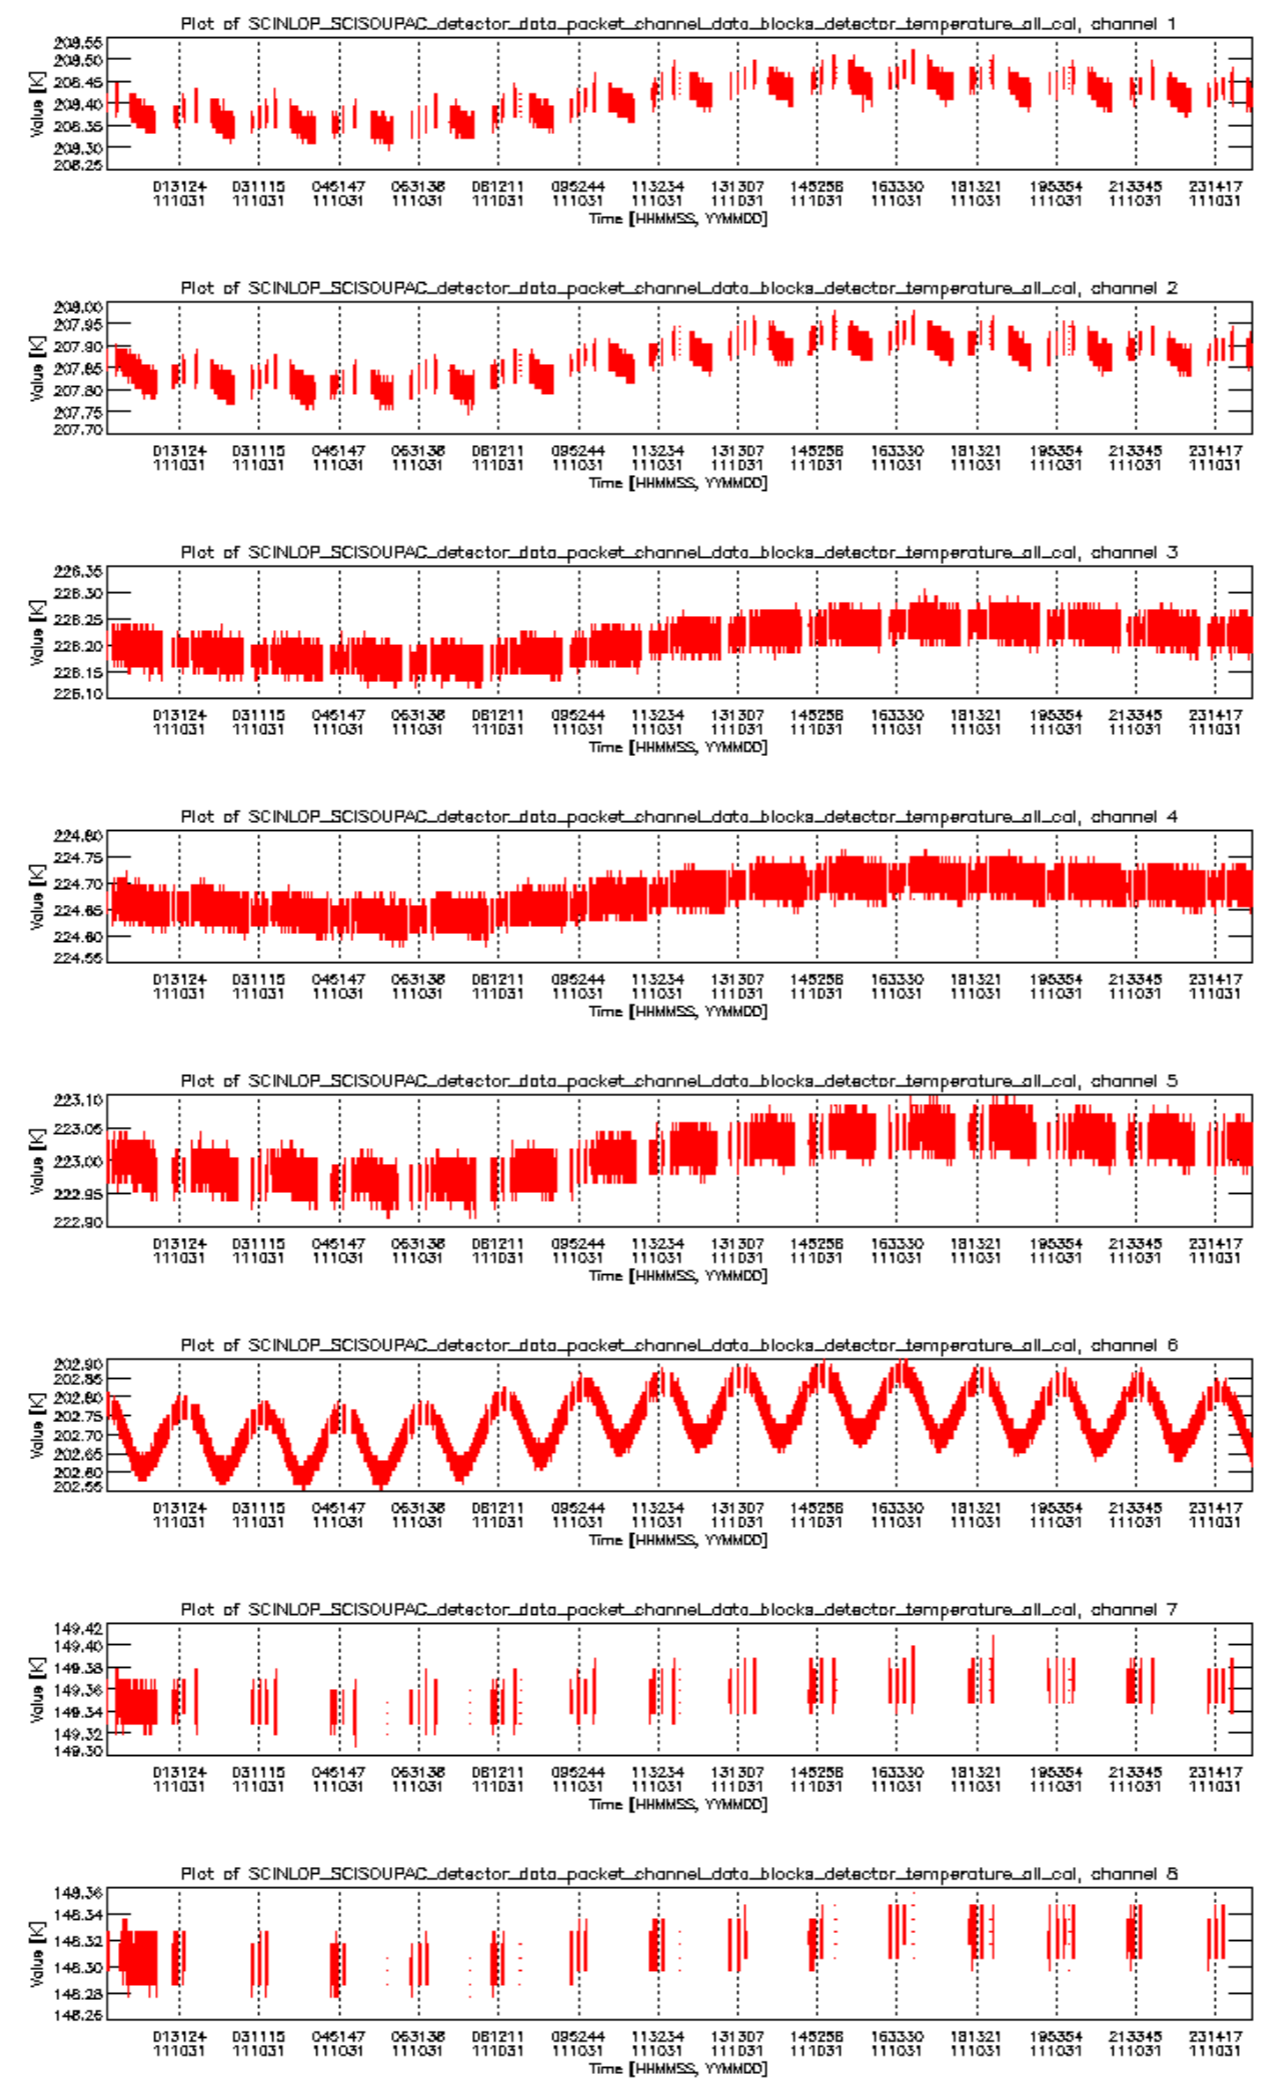 Plot of SCINLOP_SCISOUPAC_detector_data_packet_channel_data_blocks_detector_temperature_all_cal, channel 1
Value [K]
208.55
208.50
208.45
208.40
208.35
208.30
208.25
013124 031115 045147 063138 081211 095244 113234 131307 145258 163330 181321 195354 213345 231417
111031 111031 111031 111031 111031 111031 111031 111031 111031 111031 111031 111031 111031 111031
Time [HHMMSS, YYMMDD]
Plot of SCINLOP_SCISOUPAC_detector_data_packet_channel_data_blocks_detector_temperature_all_cal, channel 2
Value [K]
208.00
207.95
207.90
207.85
207.80
207.75
207.70
013124 031115 045147 063138 081211 095244 113234 131307 145258 163330 181321 195354 213345 231417
111031 111031 111031 111031 111031 111031 111031 111031 111031 111031 111031 111031 111031 111031
Time [HHMMSS, YYMMDD]
Plot of SCINLOP_SCISOUPAC_detector_data_packet_channel_data_blocks_detector_temperature_all_cal, channel 3
Value [K]
226.35
226.30
226.25
226.20
226.15
226.10
013124 031115 045147 063138 081211 095244 113234 131307 145258 163330 181321 195354 213345 231417
111031 111031 111031 111031 111031 111031 111031 111031 111031 111031 111031 111031 111031 111031
Time [HHMMSS, YYMMDD]
Plot of SCINLOP_SCISOUPAC_detector_data_packet_channel_data_blocks_detector_temperature_all_cal, channel 4
Value [K]
224.80
224.75
224.70
224.65
224.60
224.55
013124 031115 045147 063138 081211 095244 113234 131307 145258 163330 181321 195354 213345 231417
111031 111031 111031 111031 111031 111031 111031 111031 111031 111031 111031 111031 111031 111031
Time [HHMMSS, YYMMDD]
Plot of SCINLOP_SCISOUPAC_detector_data_packet_channel_data_blocks_detector_temperature_all_cal, channel 5
Value [K]
223.10
223.05
223.00
222.95
222.90
013124 031115 045147 063138 081211 095244 113234 131307 145258 163330 181321 195354 213345 231417
111031 111031 111031 111031 111031 111031 111031 111031 111031 111031 111031 111031 111031 111031
Time [HHMMSS, YYMMDD]
Plot of SCINLOP_SCISOUPAC_detector_data_packet_channel_data_blocks_detector_temperature_all_cal, channel 6
Value [K]
202.90
202.85
202.80
202.75
202.70
202.65
202.60
202.55
013124 031115 045147 063138 081211 095244 113234 131307 145258 163330 181321 195354 213345 231417
111031 111031 111031 111031 111031 111031 111031 111031 111031 111031 111031 111031 111031 111031
Time [HHMMSS, YYMMDD]
Plot of SCINLOP_SCISOUPAC_detector_data_packet_channel_data_blocks_detector_temperature_all_cal, channel 7
Value [K]
149.42
149.40
149.38
149.36
149.34
149.32
149.30
013124 031115 045147 063138 081211 095244 113234 131307 145258 163330 181321 195354 213345 231417
111031 111031 111031 111031 111031 111031 111031 111031 111031 111031 111031 111031 111031 111031
Time [HHMMSS, YYMMDD]
Plot of SCINLOP_SCISOUPAC_detector_data_packet_channel_data_blocks_detector_temperature_all_cal, channel 8
Value [K]
148.36
148.34
148.32
148.30
148.28
148.26
013124 031115 045147 063138 081211 095244 113234 131307 145258 163330 181321 195354 213345 231417
111031 111031 111031 111031 111031 111031 111031 111031 111031 111031 111031 111031 111031 111031
Time [HHMMSS, YYMMDD]